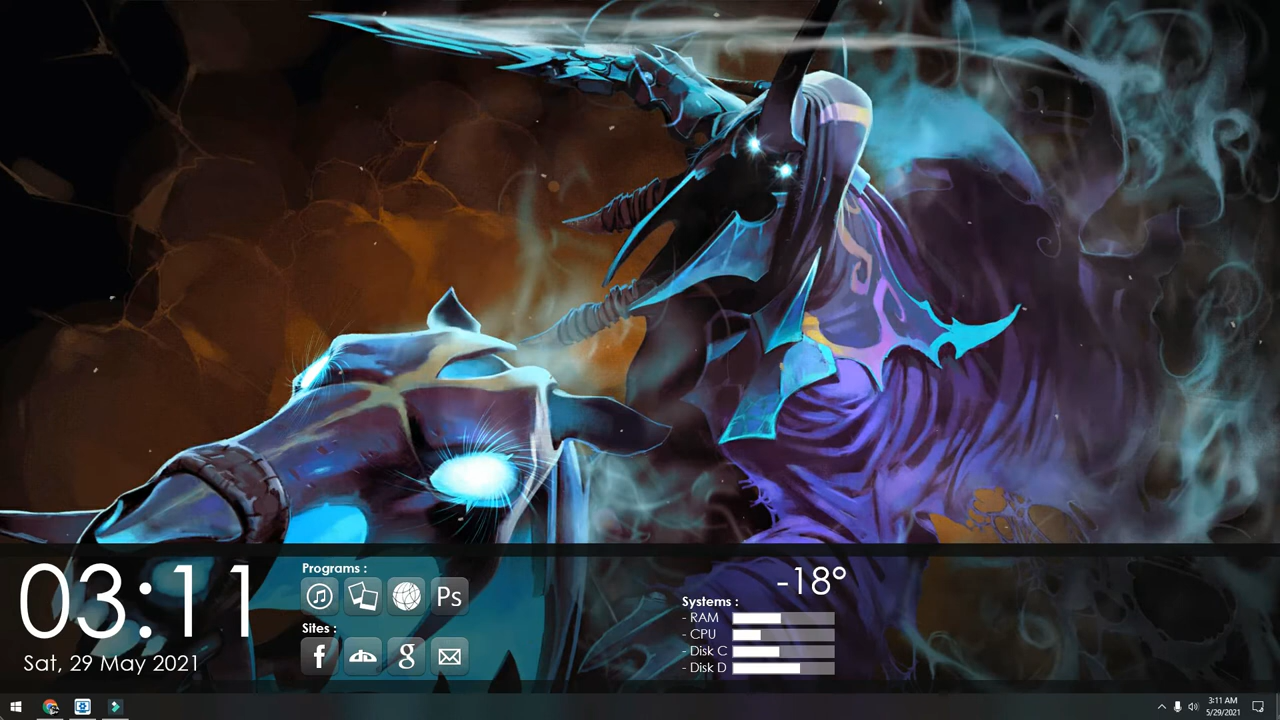 03:11
Sat, 29 May 2021
Programs :
Ps
Sites :
f
g
-18°
Systems :
- RAM
- CPU
- Disk C
- Disk D
3:11 AM
5/29/2021